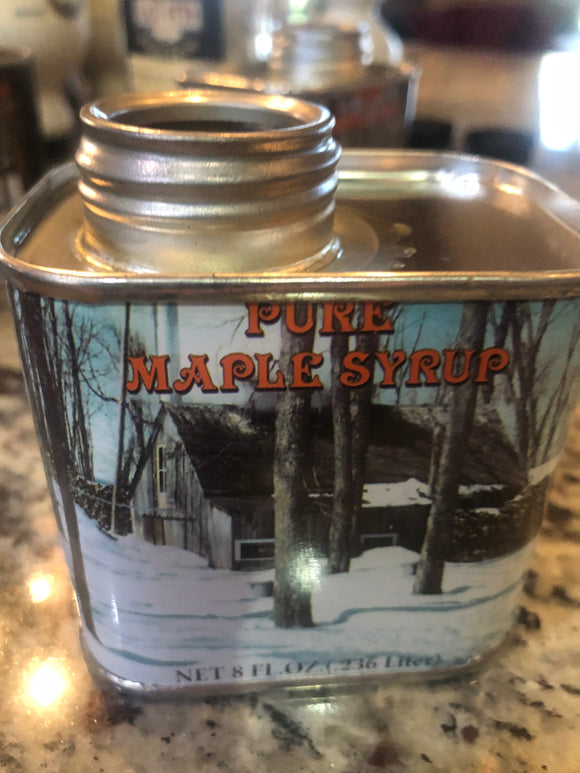 PURE
MAPLE SYRUP
NET 8 FL.OZ.(.236 Liter)